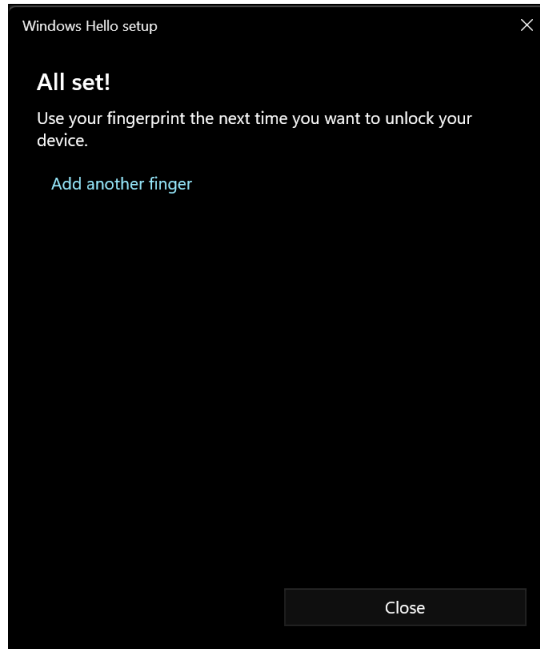 Windows Hello setup
All set!
Use your fingerprint the next time you want to unlock your
device.
Add another finger
Close